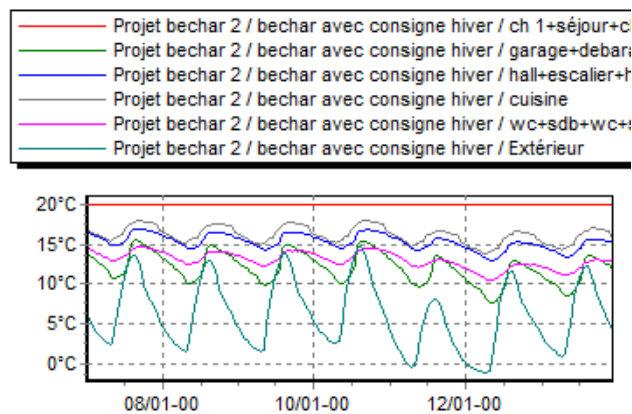 Projet bechar 2 / bechar avec consigne hiver / ch 1+séjour+c
Projet bechar 2 / bechar avec consigne hiver / garage+debara
Projet bechar 2 / bechar avec consigne hiver / hall+escalier+h
Projet bechar 2 / bechar avec consigne hiver / cuisine
Projet bechar 2 / bechar avec consigne hiver / wc+sdb+wc+s
Projet bechar 2 / bechar avec consigne hiver / Extérieur
20°C
15°C
10°C
5°C
0°C
08/01-00 10/01-00 12/01-00